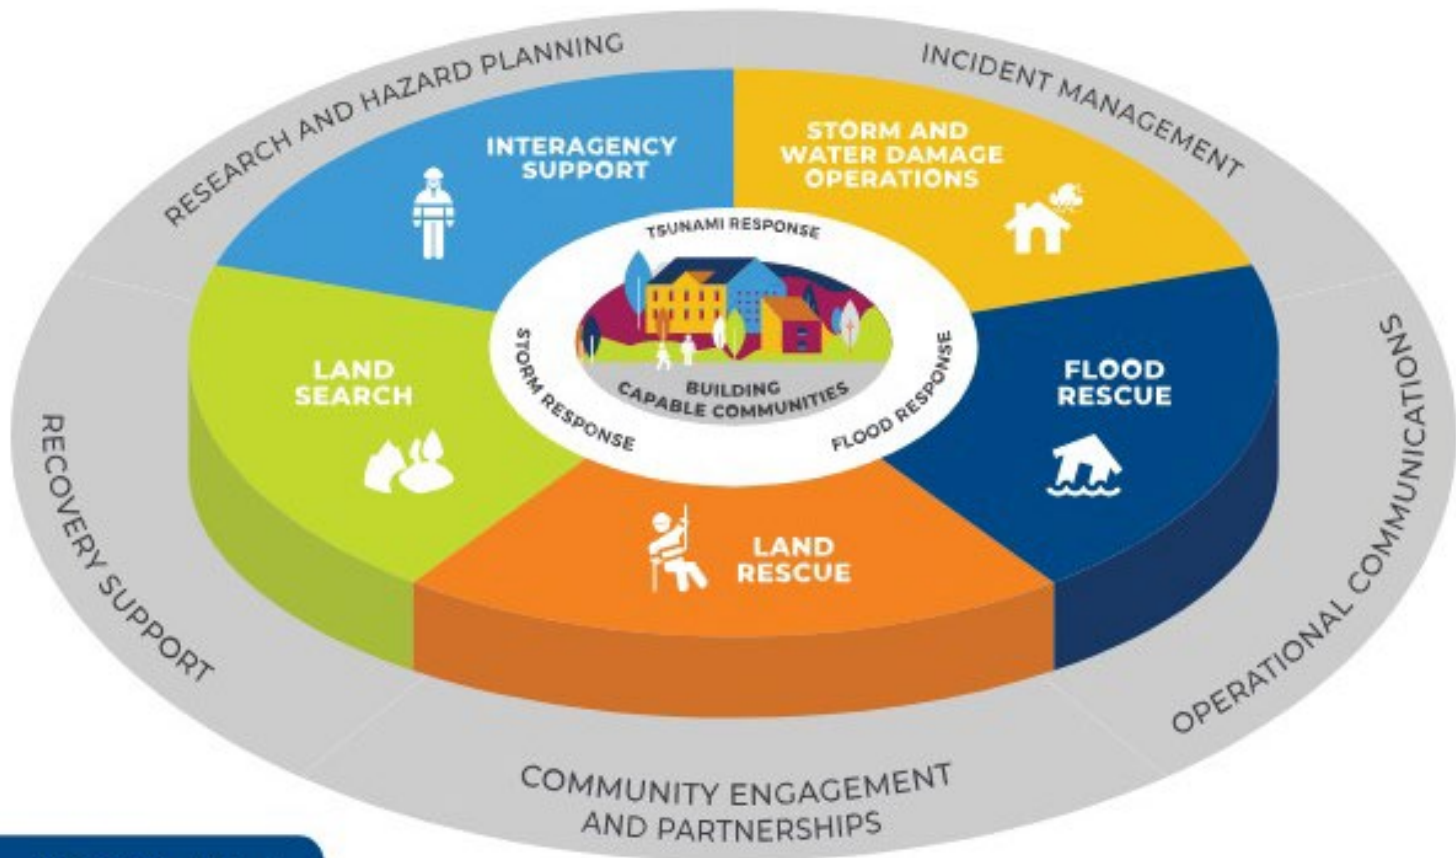 RESEARCH AND HAZARD PLANNING
INCIDENT MANAGEMENT
INTERAGENCY
SUPPORT
STORM AND
WATER DAMAGE
OPERATIONS
TSUNAMI RESPONSE
STORM RESPONSE
FLOOD RESPONSE
BUILDING
CAPABLE COMMUNITIES
LAND
SEARCH
FLOOD
RESCUE
LAND
RESCUE
RECOVERY SUPPORT
OPERATIONAL COMMUNICATIONS
COMMUNITY ENGAGEMENT
AND PARTNERSHIPS